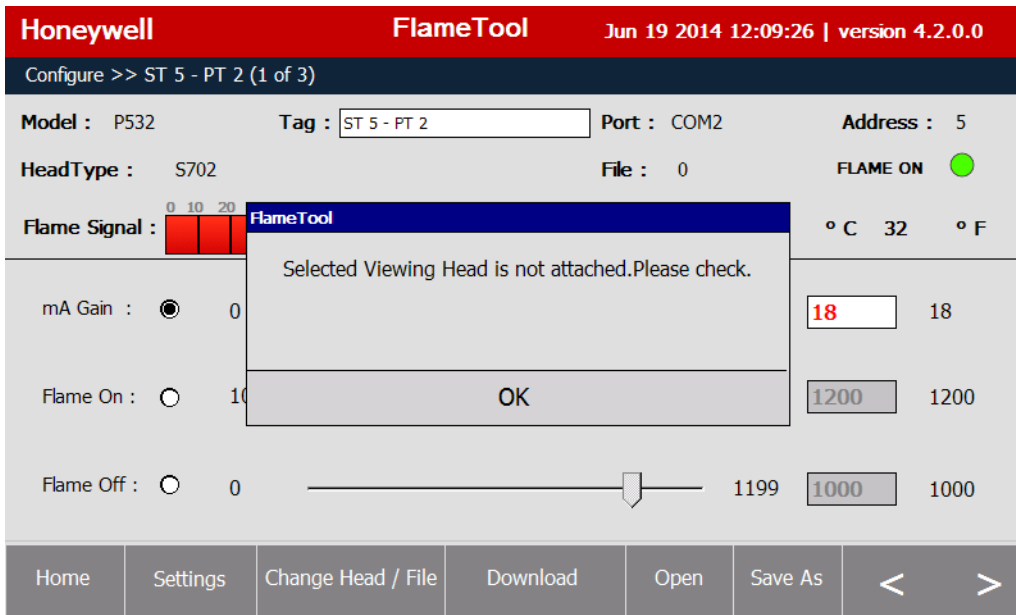 Honeywell FlameTool Jun 19 2014 12:09:26 | version 4.2.0.0
Configure >> ST 5 - PT 2 (1 of 3)
Model : P532 Tag : ST 5 - PT 2 Port : COM2 Address : 5
HeadType : S702 File : 0 FLAME ON
0 10 20
Flame Signal : º C 32 º F
FlameTool
Selected Viewing Head is not attached.Please check.
OK
mA Gain : 0 18 18
Flame On : 10 1200 1200
Flame Off : 0 1199 1000 1000
Home Settings Change Head / File Download Open Save As < >